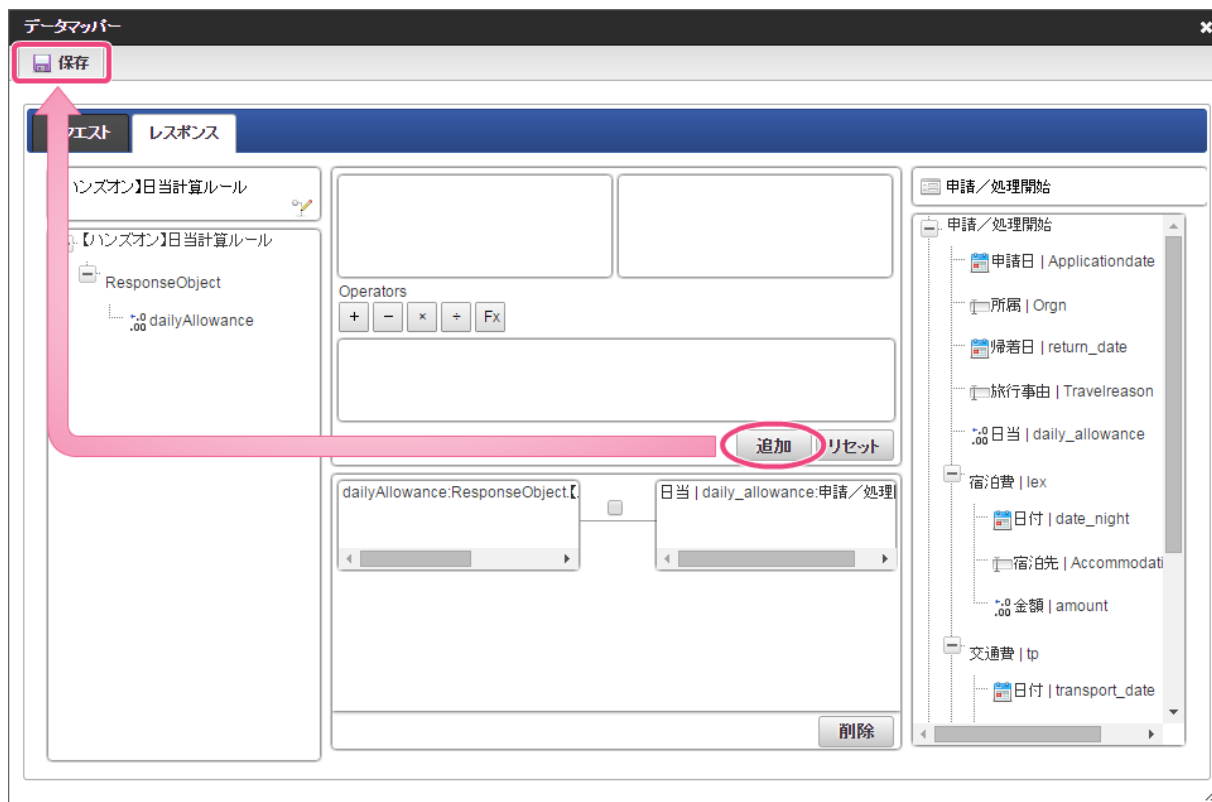 データマッパー
保存
クエスト
レスポンス
ハンズオン】日当計算ルール
【ハンズオン】日当計算ルール
ResponseObject
dailyAllowance
Operators
+ − × ÷ Fx
追加
リセット
dailyAllowance:ResponseObject.【.
日当 | daily_allowance:申請／処理
削除
申請／処理開始
申請／処理開始
申請日 | Applicationdate
所属 | Orgn
帰着日 | return_date
旅行事由 | Travelreason
日当 | daily_allowance
宿泊費 | lex
日付 | date_night
宿泊先 | Accommodati
金額 | amount
交通費 | tp
日付 | transport_date